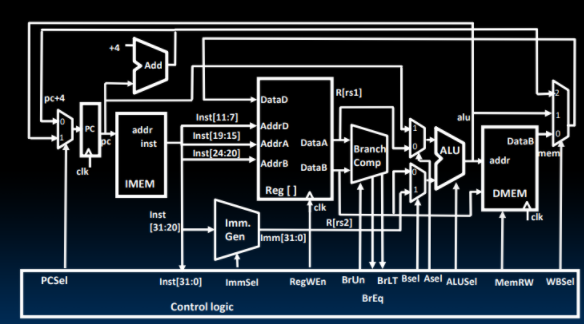 +4
Add
pc+4
0
1
PC
pc
clk
addr
inst
IMEM
Inst[11:7]
Inst[19:15]
Inst[24:20]
DataD
AddrD
AddrA
AddrB
DataA
DataB
Reg [ ]
clk
R[rs1]
R[rs2]
Branch
Comp
1
0
0
1
ALU
alu
addr
DataB
DMEM
clk
mem
2
1
0
Inst
[31:20]
Imm.
Gen
Imm[31:0]
PCSel
Inst[31:0]
ImmSel
RegWEn
BrUn
BrEq
BrLT
Bsel
Asel
ALUSel
MemRW
WBSel
Control logic